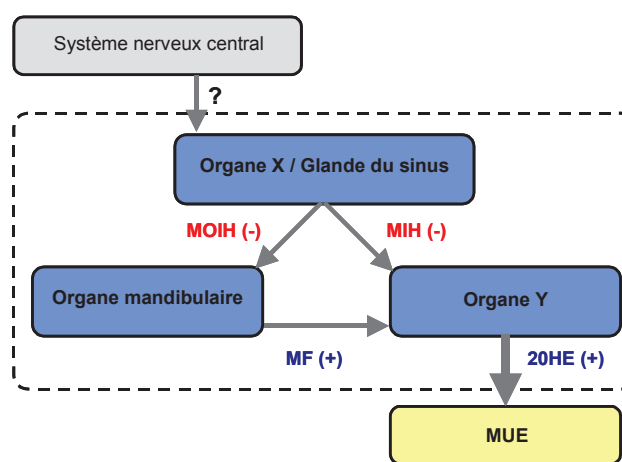 Système nerveux central
?
Organe X / Glande du sinus
MOIH (-) MIH (-)
Organe mandibulaire Organe Y
MF (+) 20HE (+)
MUE